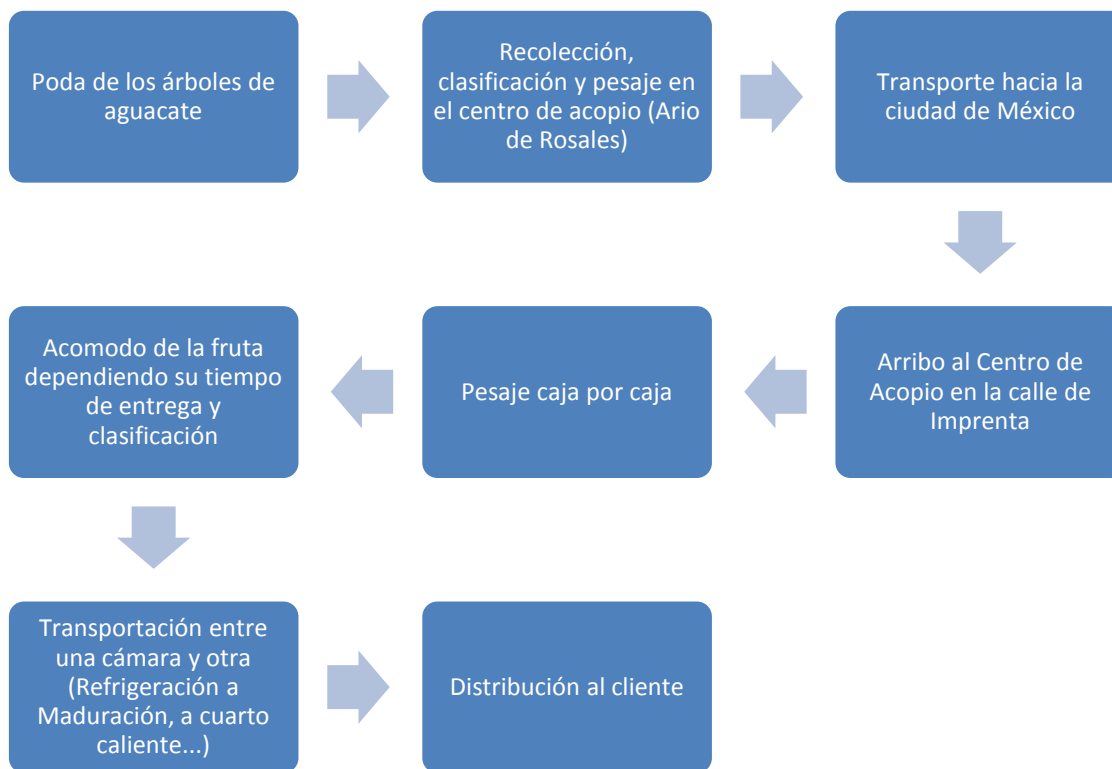 Poda de los árboles de
aguacate
Recolección,
clasificación y pesaje en
el centro de acopio (Ario
de Rosales)
Transporte hacia la
ciudad de México
Arribo al Centro de
Acopio en la calle de
Imprenta
Pesaje caja por caja
Acomodo de la fruta
dependiendo su tiempo
de entrega y
clasificación
Transportación entre
una cámara y otra
(Refrigeración a
Maduración, a cuarto
caliente...)
Distribución al cliente